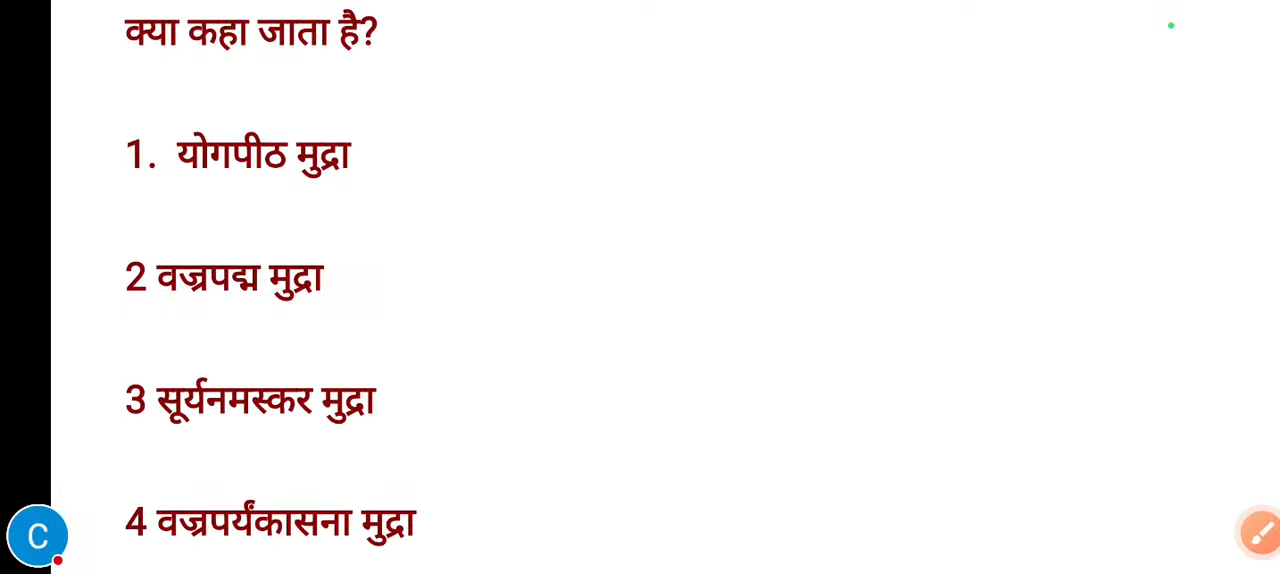 क्या कहा जाता है?
1. योगपीठ मुद्रा
2 वज्रपद्म मुद्रा
3 सूर्यनमस्कर मुद्रा
4 वज्रपर्यंकासना मुद्रा
C